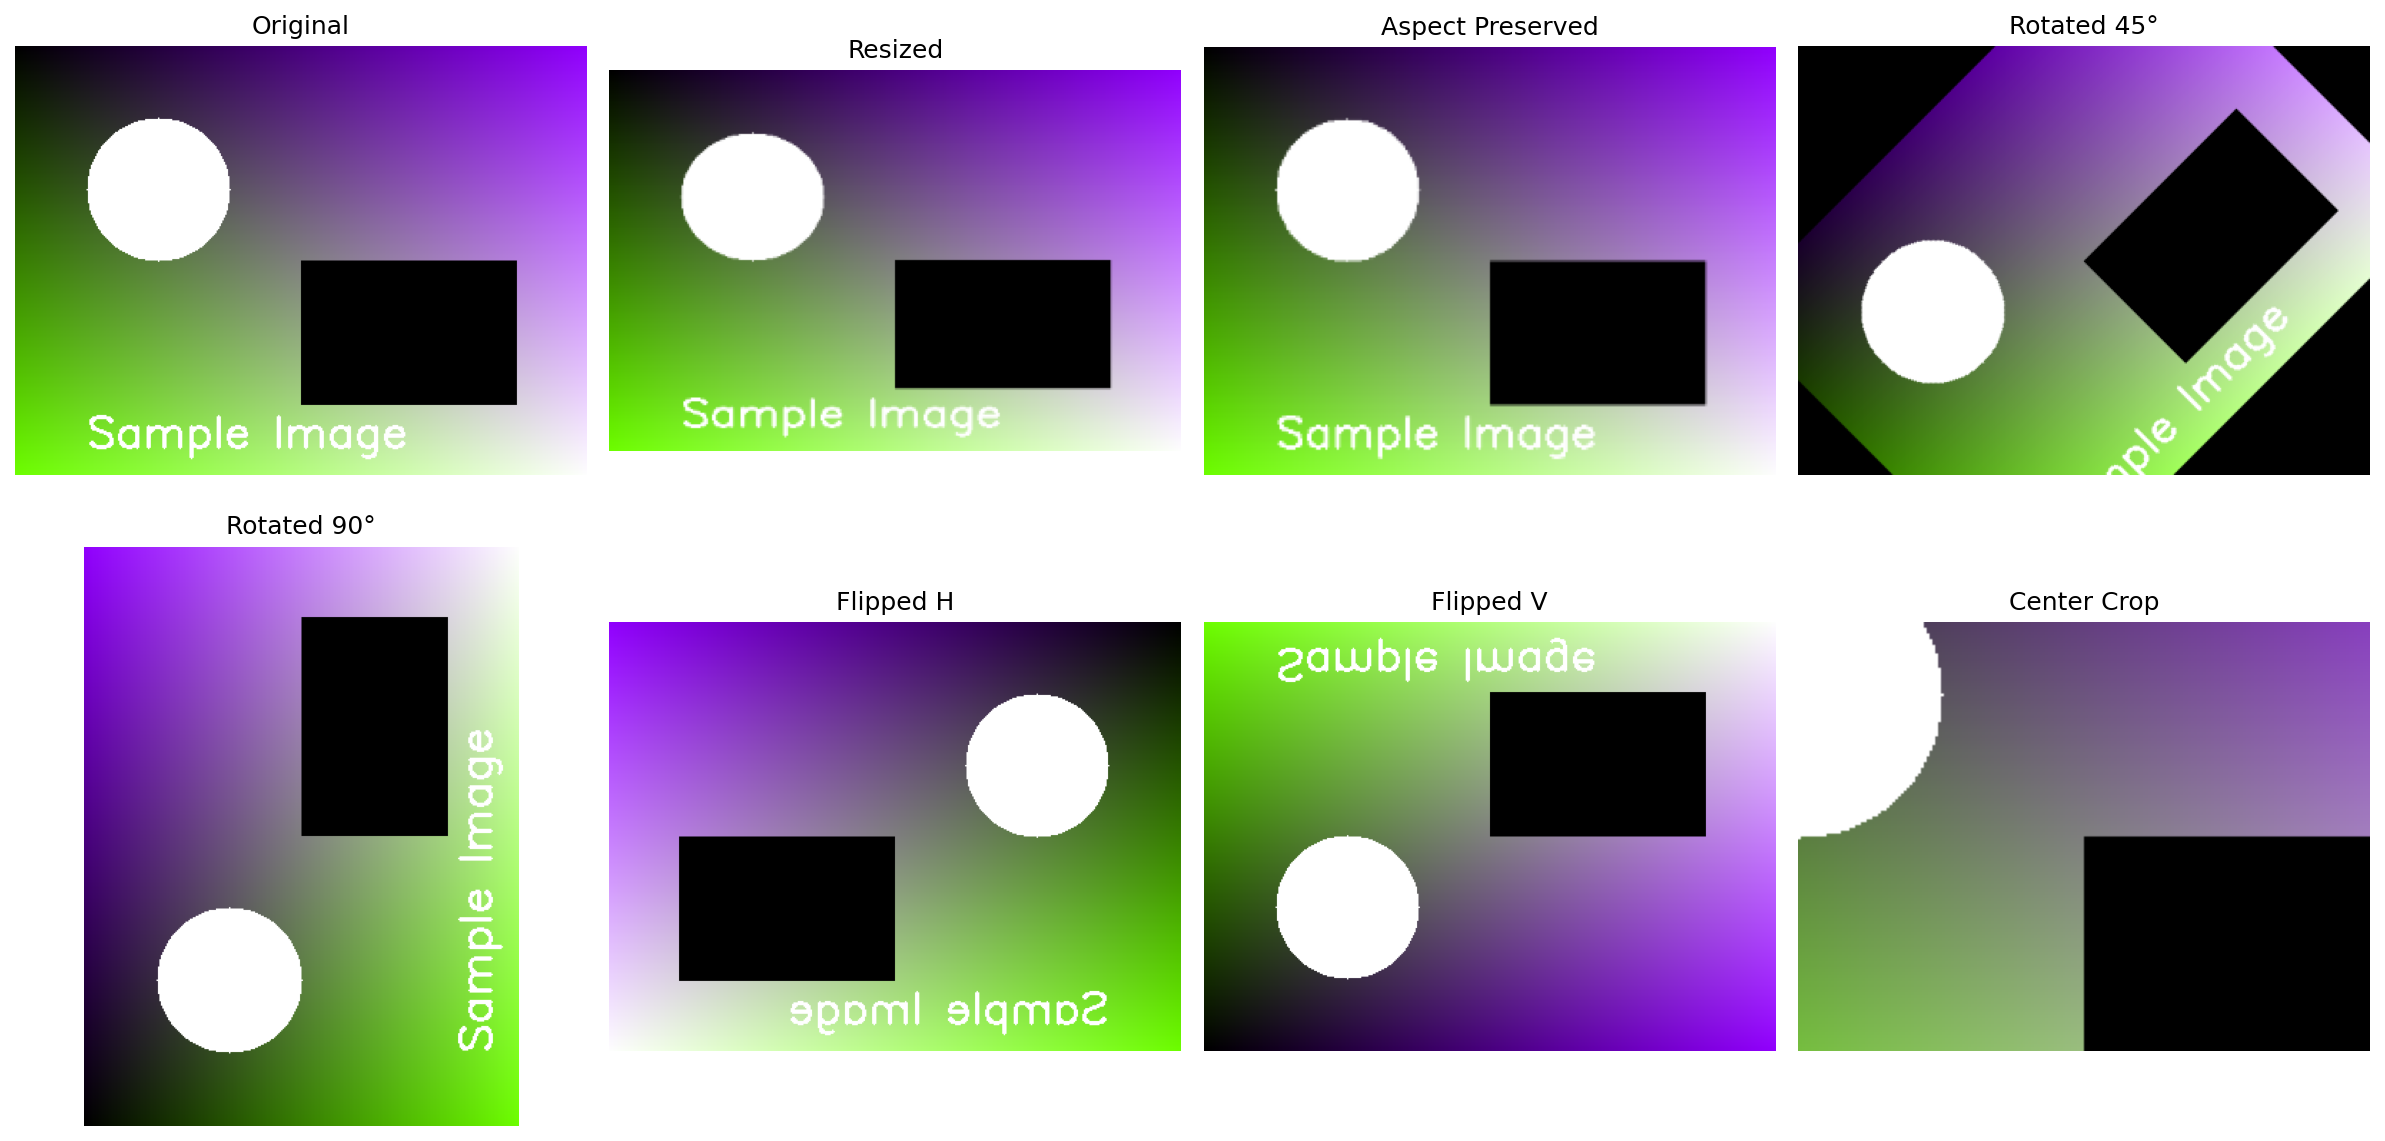 Original
Sample Image
Resized
Sample Image
Aspect Preserved
Sample Image
Rotated 45°
mple Image
Rotated 90°
Sample Image
Flipped H
Sample Image
Flipped V
Sample Image
Center Crop